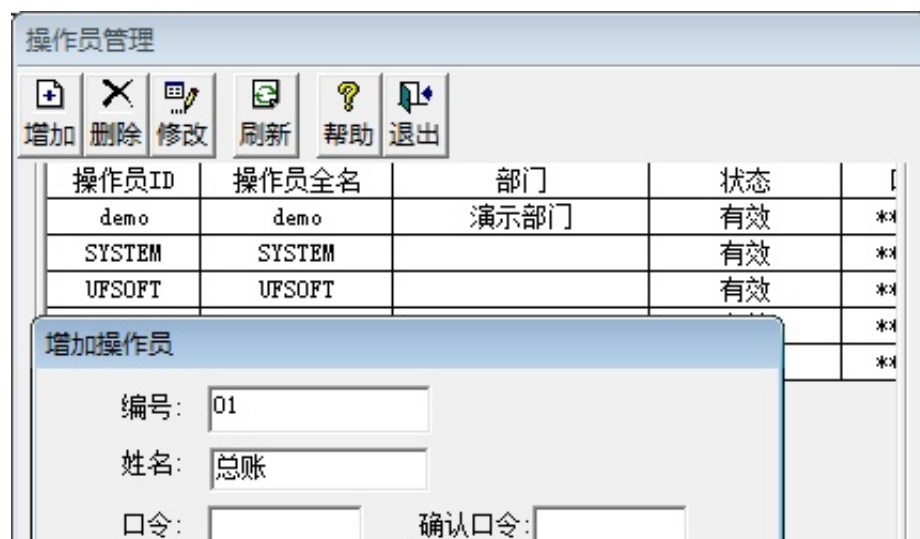 操作员管理
增加 删除 修改 刷新 帮助 退出
操作员ID 操作员全名 部门 状态
demo demo 演示部门 有效 **
SYSTEM SYSTEM 有效 **
UFSOFT UFSOFT 有效 **
**
**
增加操作员
编号: 01
姓名: 总账
口令: 确认口令: